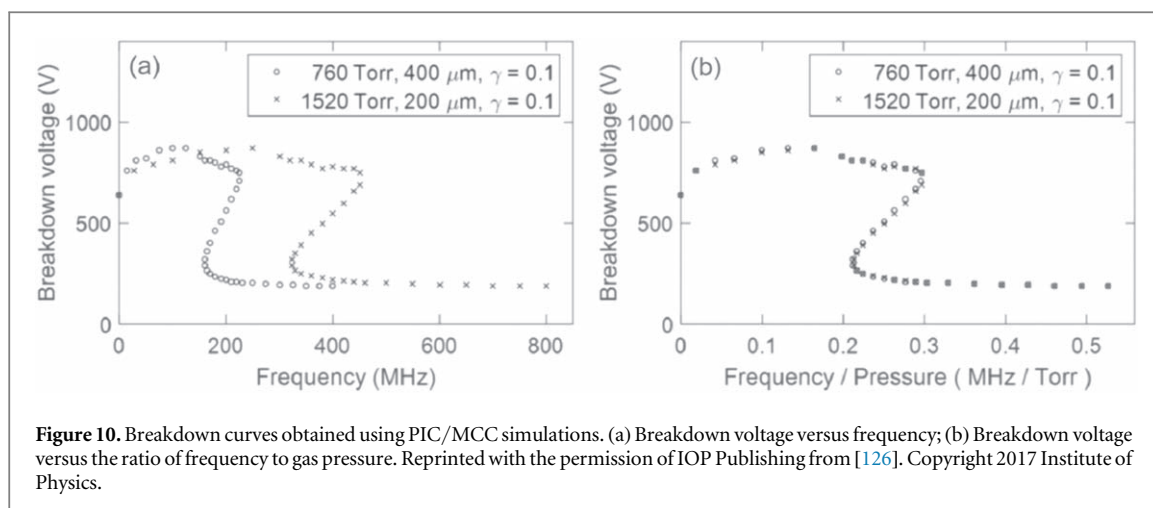 (a)
○ 760 Torr, 400 μm, γ = 0.1
× 1520 Torr, 200 μm, γ = 0.1
Breakdown voltage (V)
1000
500
0
0 200 400 600 800
Frequency (MHz)
(b)
○ 760 Torr, 400 μm, γ = 0.1
× 1520 Torr, 200 μm, γ = 0.1
Breakdown voltage (V)
1000
500
0
0 0.1 0.2 0.3 0.4 0.5
Frequency / Pressure ( MHz / Torr )
Figure 10. Breakdown curves obtained using PIC/MCC simulations. (a) Breakdown voltage versus frequency; (b) Breakdown voltage
versus the ratio of frequency to gas pressure. Reprinted with the permission of IOP Publishing from [126]. Copyright 2017 Institute of
Physics.